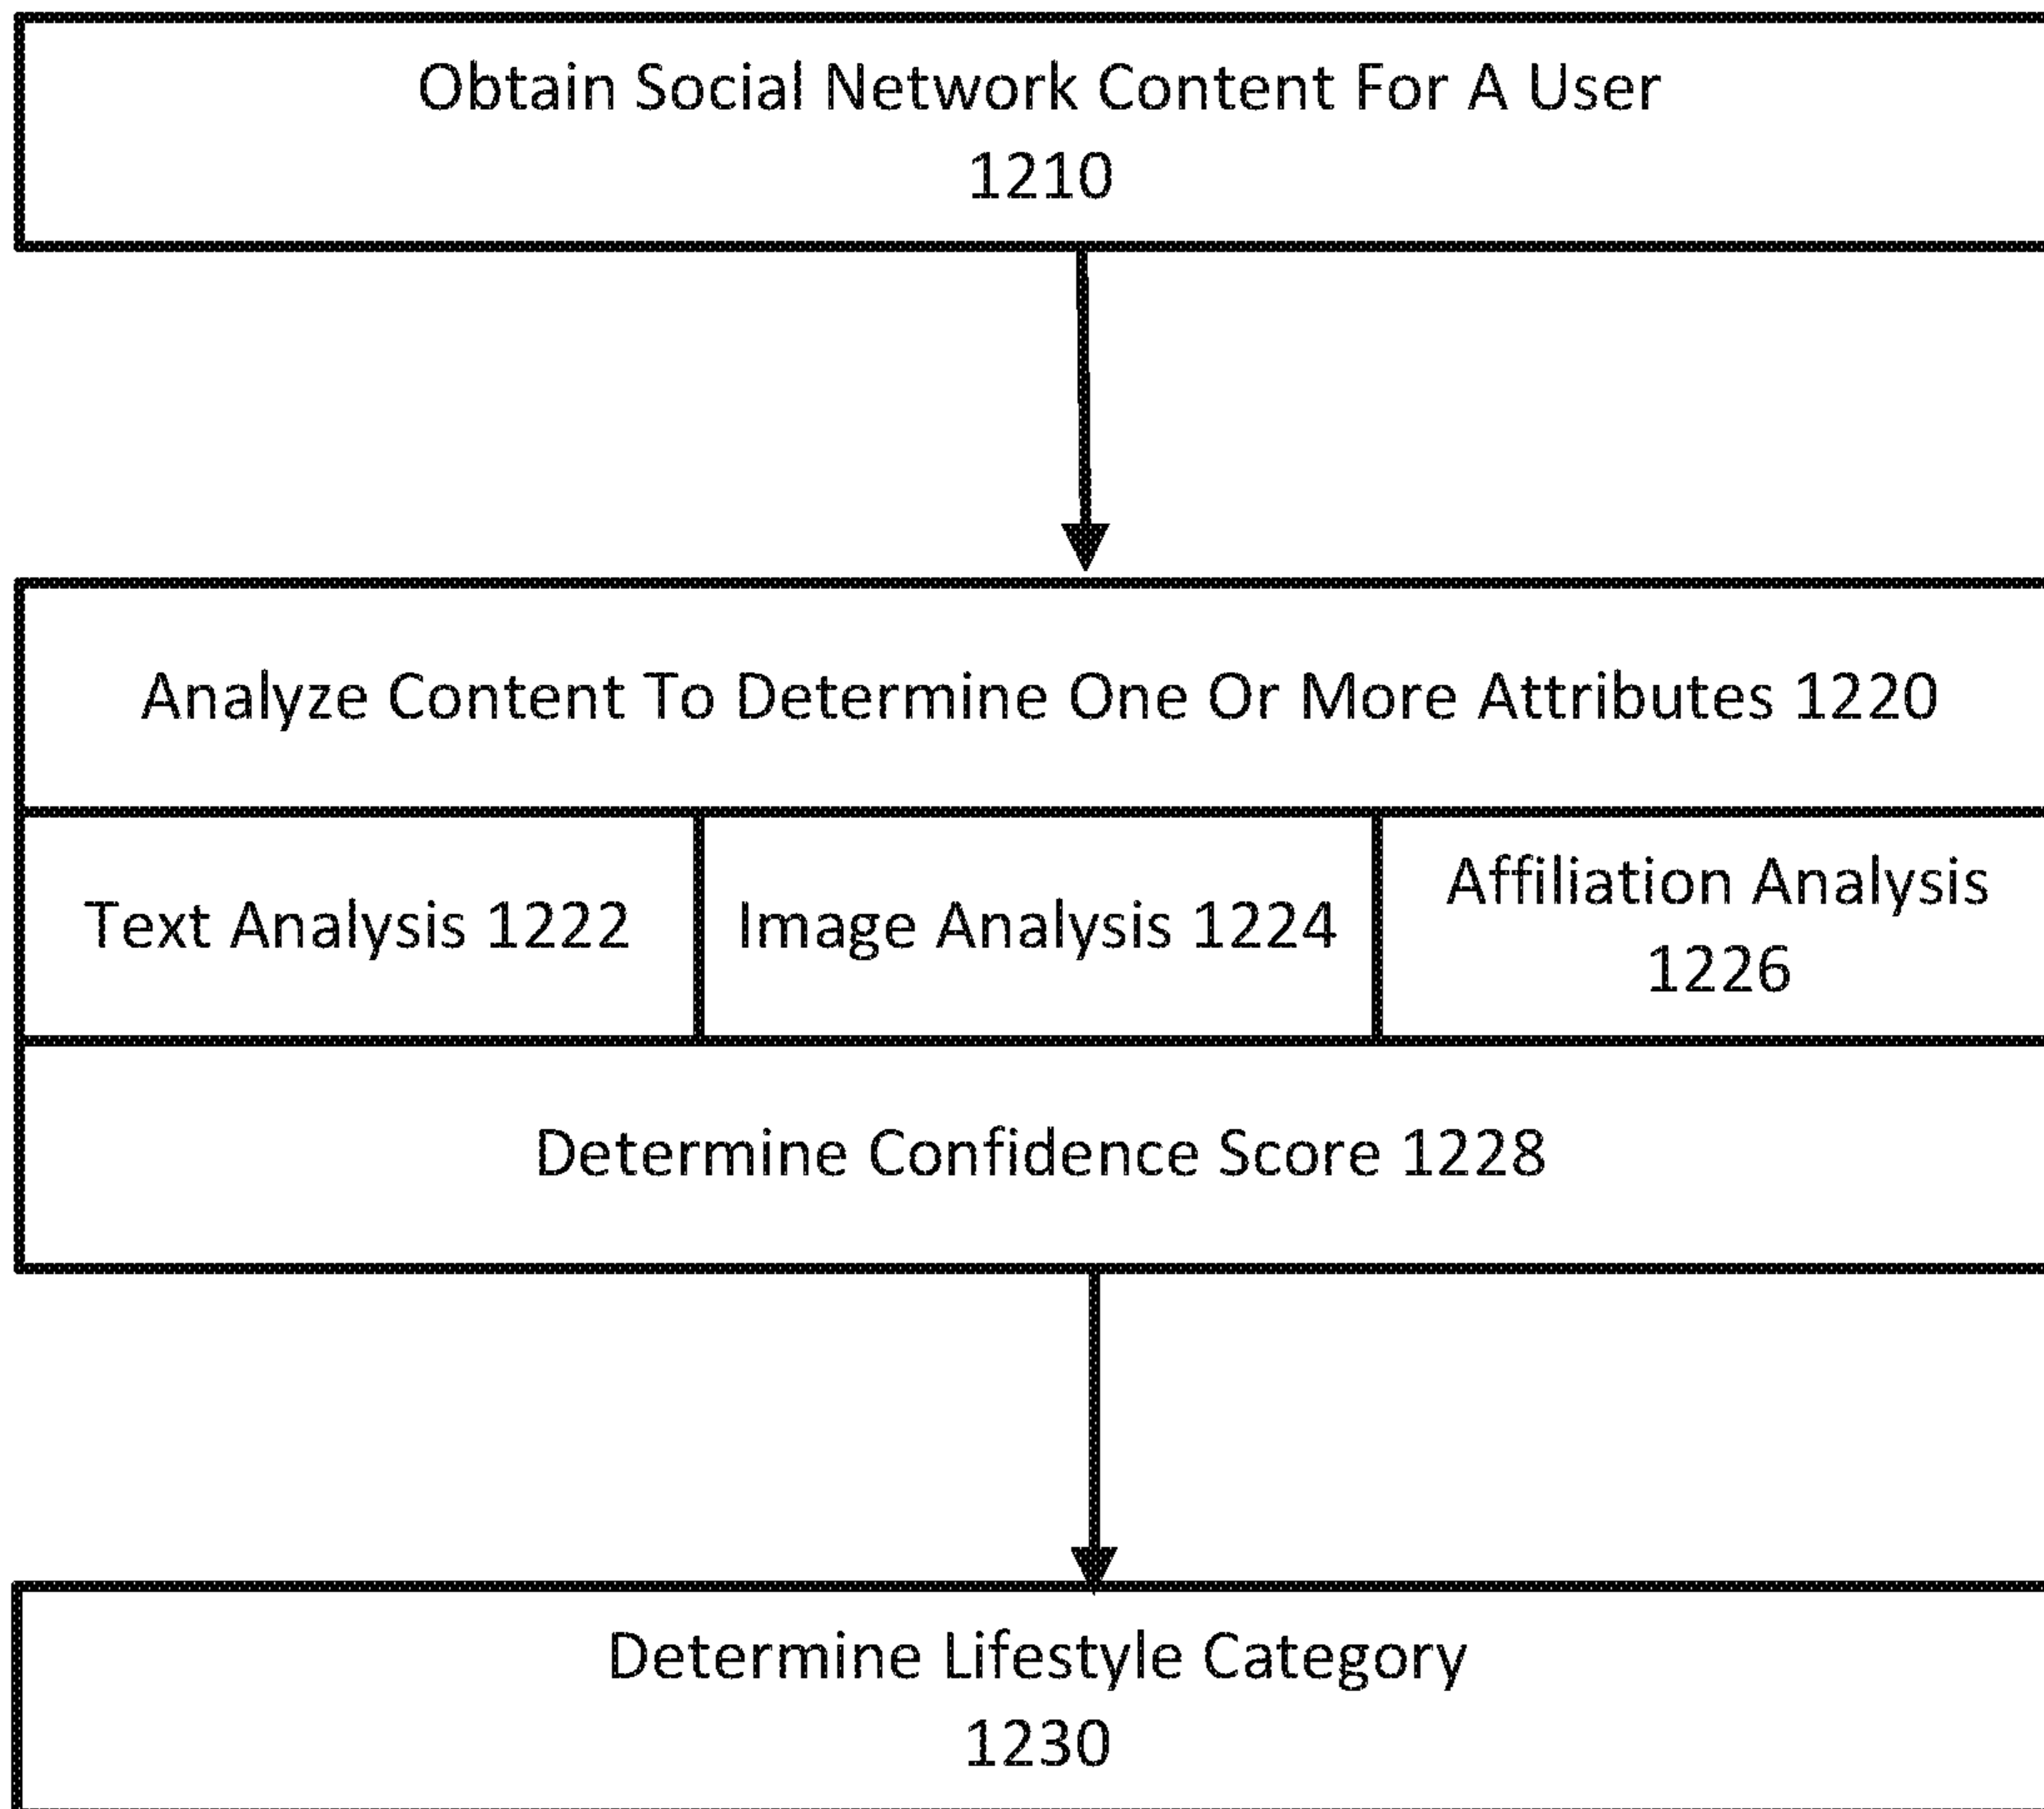 Obtain Social Network Content For A User
1210
Analyze Content To Determine One Or More Attributes 1220
Text Analysis 1222
Image Analysis 1224
Affiliation Analysis
1226
Determine Confidence Score 1228
Determine Lifestyle Category
1230